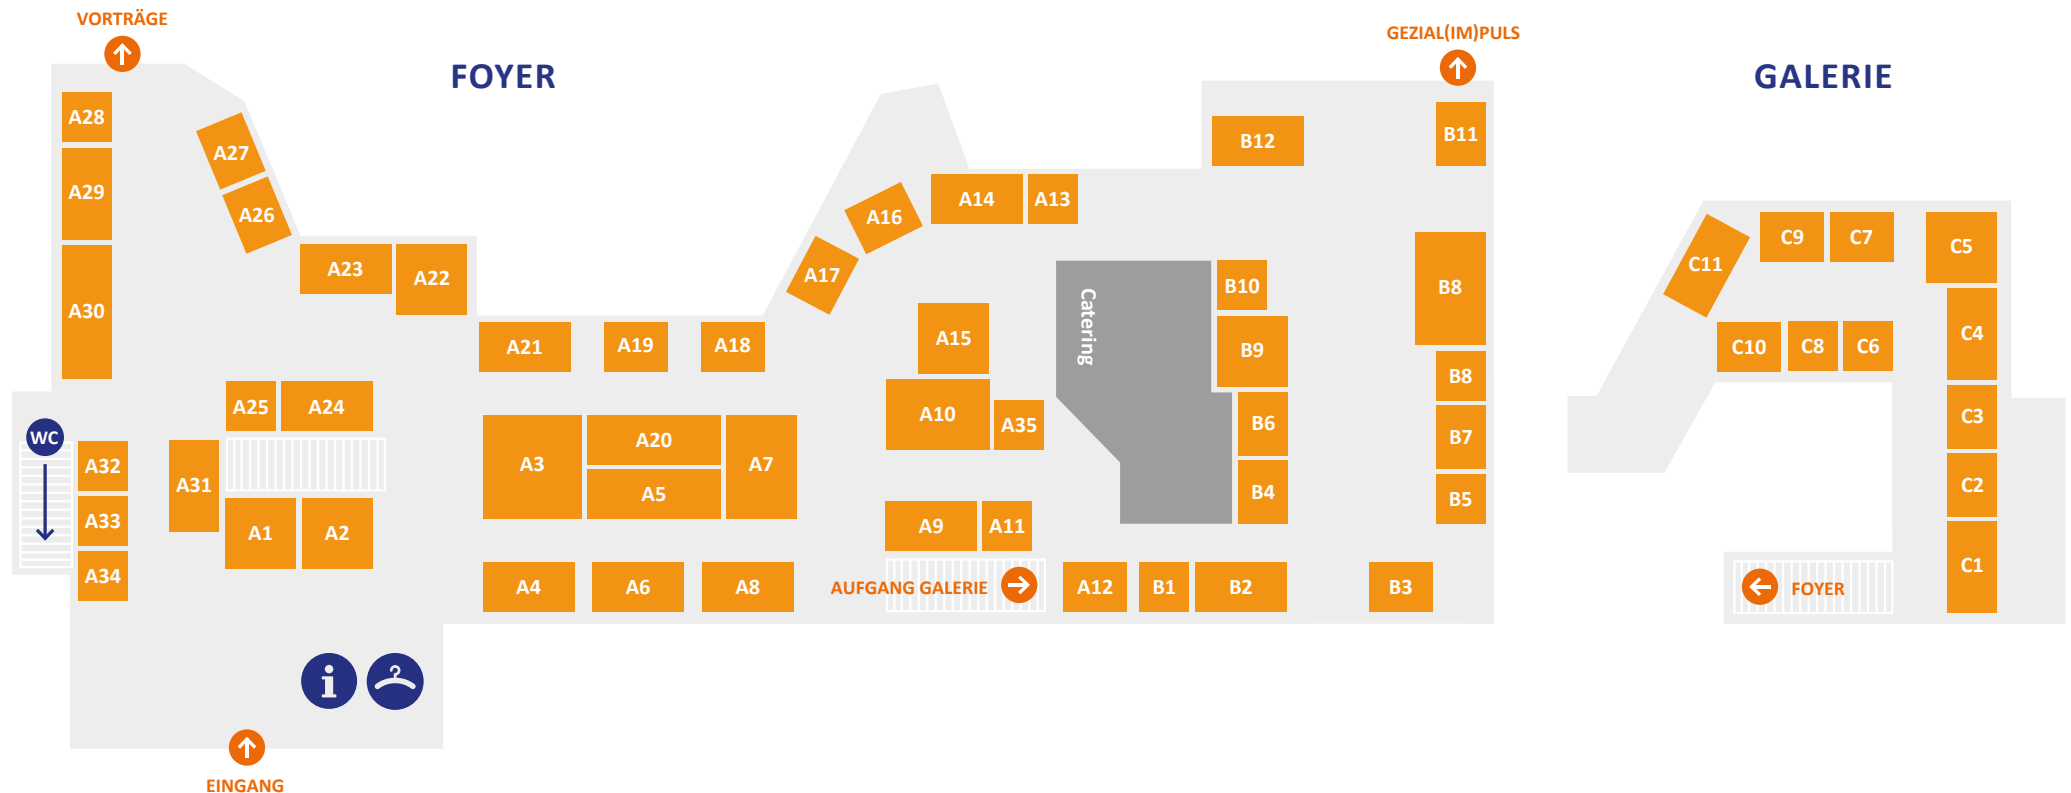 VORTRÄGE
FOYER
GEZIAL(IM)PULS
GALERIE
A28
A27
A29
A26
A30
A23
A22
A21
A19
A18
A17
A16
A14
A13
B12
B11
A15
Catering
B10
B9
B8
B8
A25
A24
A10
A35
B6
B7
WC
A32
A31
A3
A20
A7
A5
B4
B5
A33
A1
A2
A9
A11
A34
A4
A6
A8
AUFGANG GALERIE
A12
B1
B2
B3
i
EINGANG
C11
C9
C7
C5
C10
C8
C6
C4
C3
C2
C1
FOYER